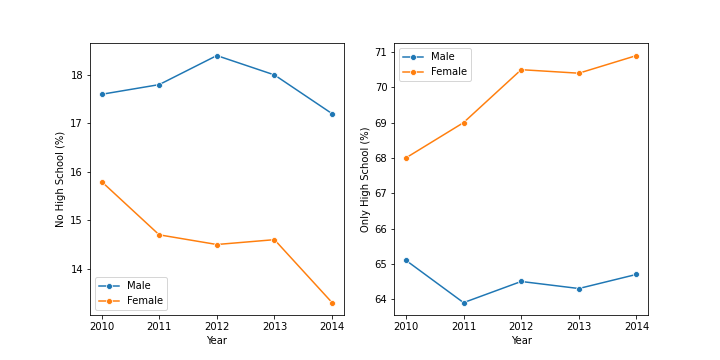 No High School (%)
18
17
16
15
14
Male
Female
2010 2011 2012 2013 2014
Year
Only High School (%)
71
70
69
68
67
66
65
64
Male
Female
2010 2011 2012 2013 2014
Year